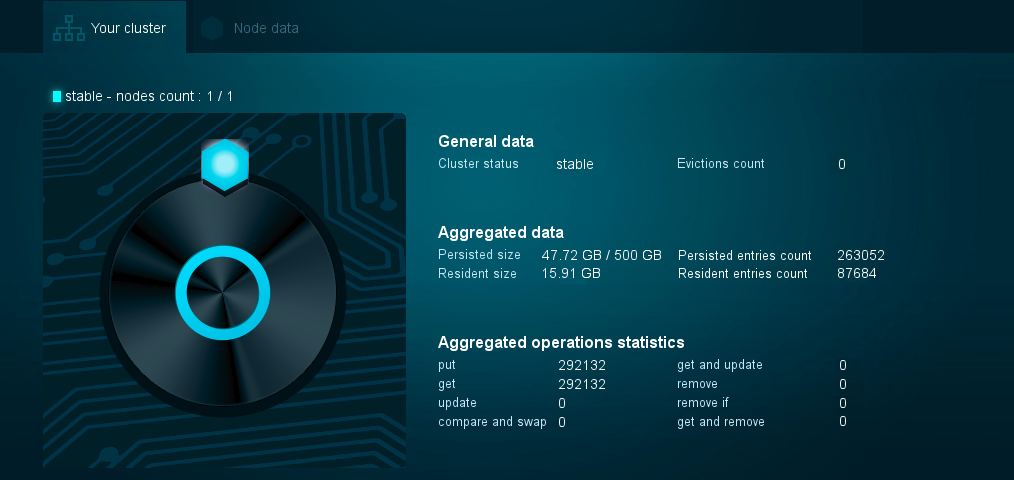 Your cluster Node data
stable - nodes count : 1 / 1
General data
Cluster status stable Evictions count 0
Aggregated data
Persisted size 47.72 GB / 500 GB Persisted entries count 263052
Resident size 15.91 GB Resident entries count 87684
Aggregated operations statistics
put 292132 get and update 0
get 292132 remove 0
update 0 remove if 0
compare and swap 0 get and remove 0